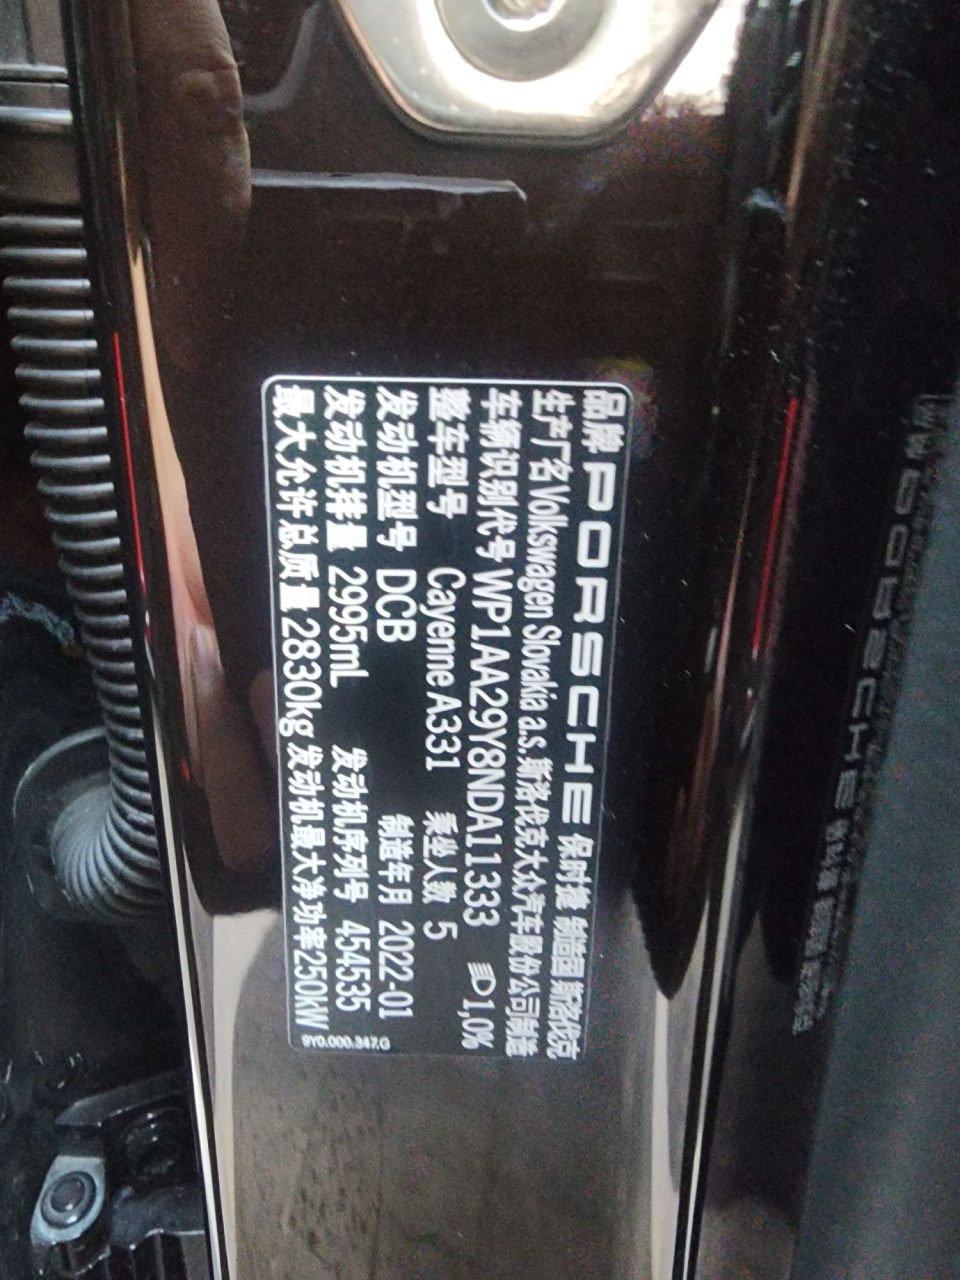 品牌 PORSCHE 保时捷 制造国 斯洛伐克
生产厂名 Volkswagen Slovakia a.s. 斯洛伐克大众汽车股份公司制造
车辆识别代号 WP1AA29Y8NDA11333 1,0%
整车型号 Cayenne A331 乘坐人数 5
发动机型号 DCB 制造年月 2022-01
发动机排量 2995mL 发动机序列号 454535
最大允许总质量 2830kg 发动机最大净功率250KW
9Y0.000.347.G